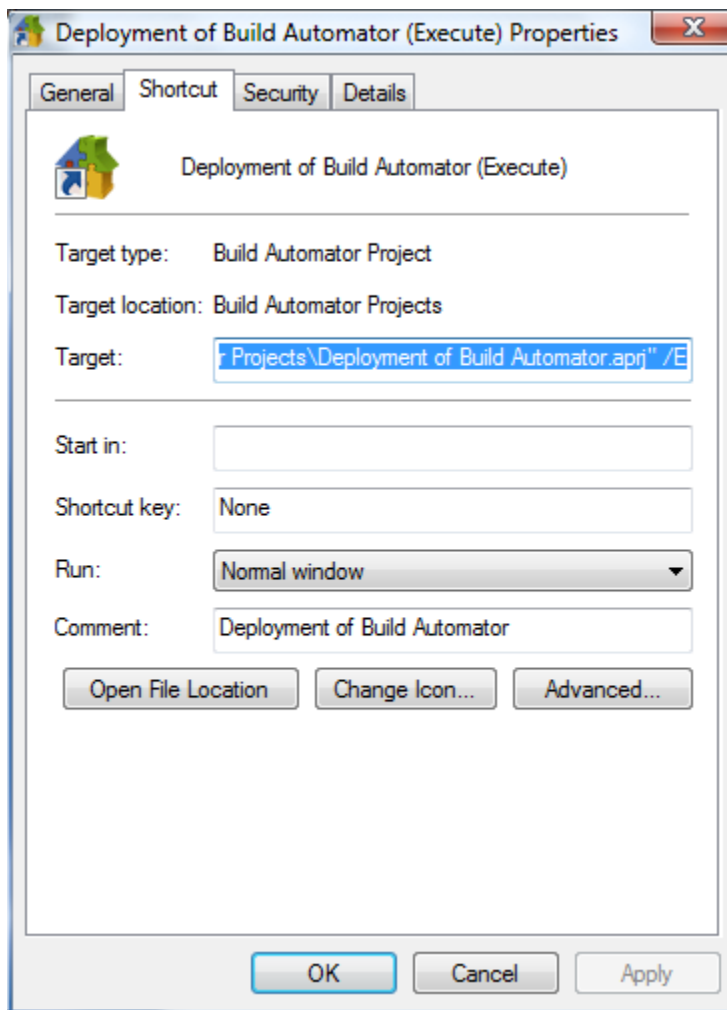 Deployment of Build Automator (Execute) Properties
General Shortcut Security Details
Deployment of Build Automator (Execute)
Target type: Build Automator Project
Target location: Build Automator Projects
Target: r Projects\Deployment of Build Automator.aprj" /E
Start in:
Shortcut key: None
Run: Normal window
Comment: Deployment of Build Automator
Open File Location Change Icon... Advanced...
OK Cancel Apply